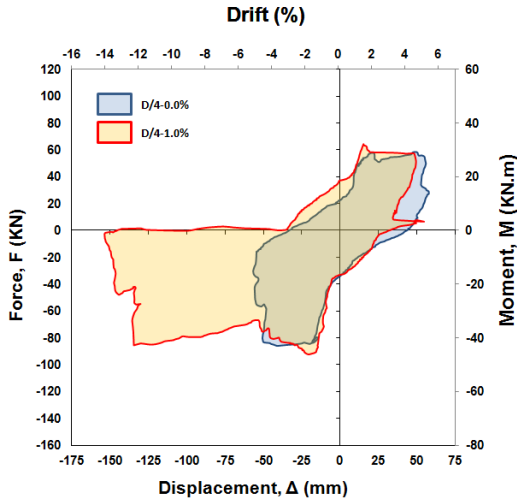 Drift (%)
-16 -14 -12 -10 -8 -6 -4 -2 0 2 4 6
120 60
100
80 40
60
40 20
20
0 0
-20
-40 -20
-60
-80 -40
-100
-120 -60
-140
-160 -80
D/4-0.0%
D/4-1.0%
Force, F (KN)
Moment, M (KN.m)
-175 -150 -125 -100 -75 -50 -25 0 25 50 75
Displacement, Δ (mm)